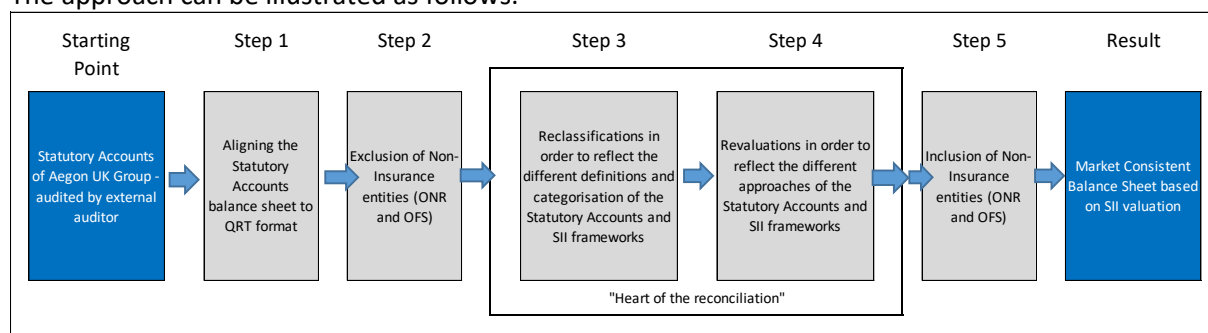 The approach can be illustrated as follows:
Starting
Point
Step 1
Step 2
Step 3
Step 4
Step 5
Result
Statutory Accounts
of Aegon UK Group -
audited by external
auditor
Aligning the
Statutory
Accounts
balance sheet to
QRT format
Exclusion of Non-
Insurance
entities (ONR
and OFS)
Reclassifications in
order to reflect the
different definitions and
categorisation of the
Statutory Accounts and
SII frameworks
Revaluations in order to
reflect the different
approaches of the
Statutory Accounts and
SII frameworks
Inclusion of Non-
Insurance
entities (ONR
and OFS)
Market Consistent
Balance Sheet based
on SII valuation
"Heart of the reconciliation"